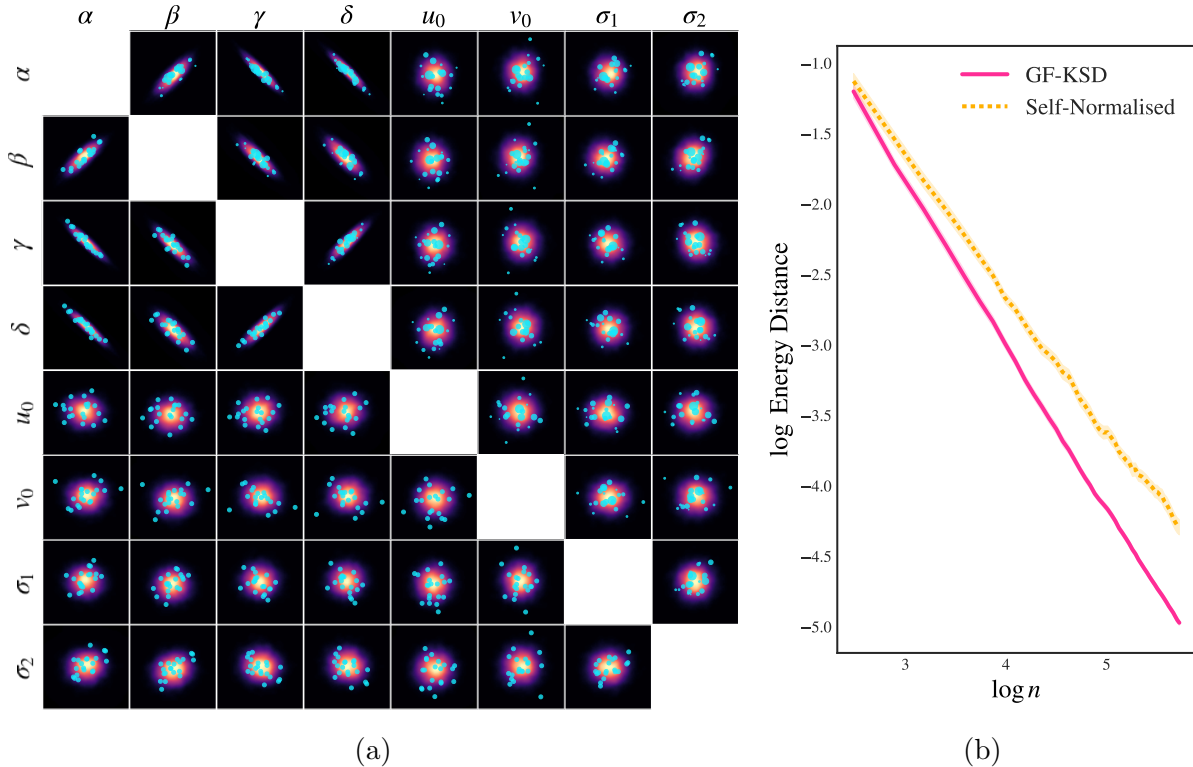 α β γ δ u₀ v₀ σ₁ σ₂
α
β
γ
δ
u₀
v₀
σ₁
σ₂
(a)
GF-KSD
Self-Normalised
log Energy Distance
−1.0
−1.5
−2.0
−2.5
−3.0
−3.5
−4.0
−4.5
−5.0
3 4 5
log n
(b)